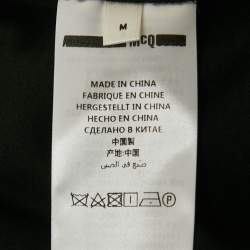 M
MCQ
MADE IN CHINA
FABRIQUE EN CHINE
HERGESTELLT IN CHINA
HECHO EN CHINA
СДЕЛАНО В КИТАЕ
中国製
产地:中国
صنع في الصين